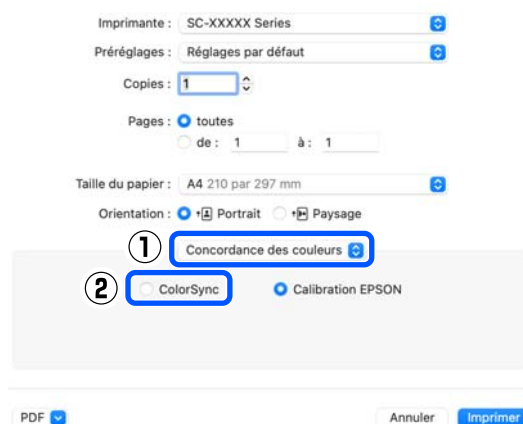 Imprimante : SC-XXXXX Series
Préréglages : Réglages par défaut
Copies : 1
Pages : toutes
de : 1 à : 1
Taille du papier : A4 210 par 297 mm
Orientation : Portrait Paysage
1 Concordance des couleurs
2 ColorSync Calibration EPSON
PDF Annuler Imprimer